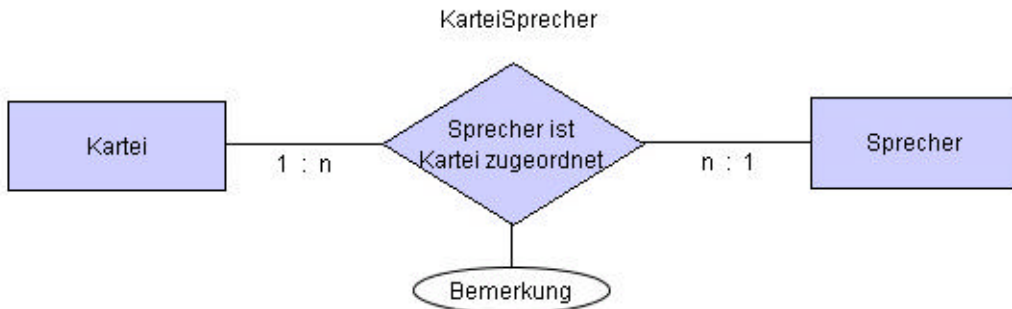 KarteiSprecher
Kartei
1 : n
Sprecher ist
Kartei zugeordnet
n : 1
Sprecher
Bemerkung